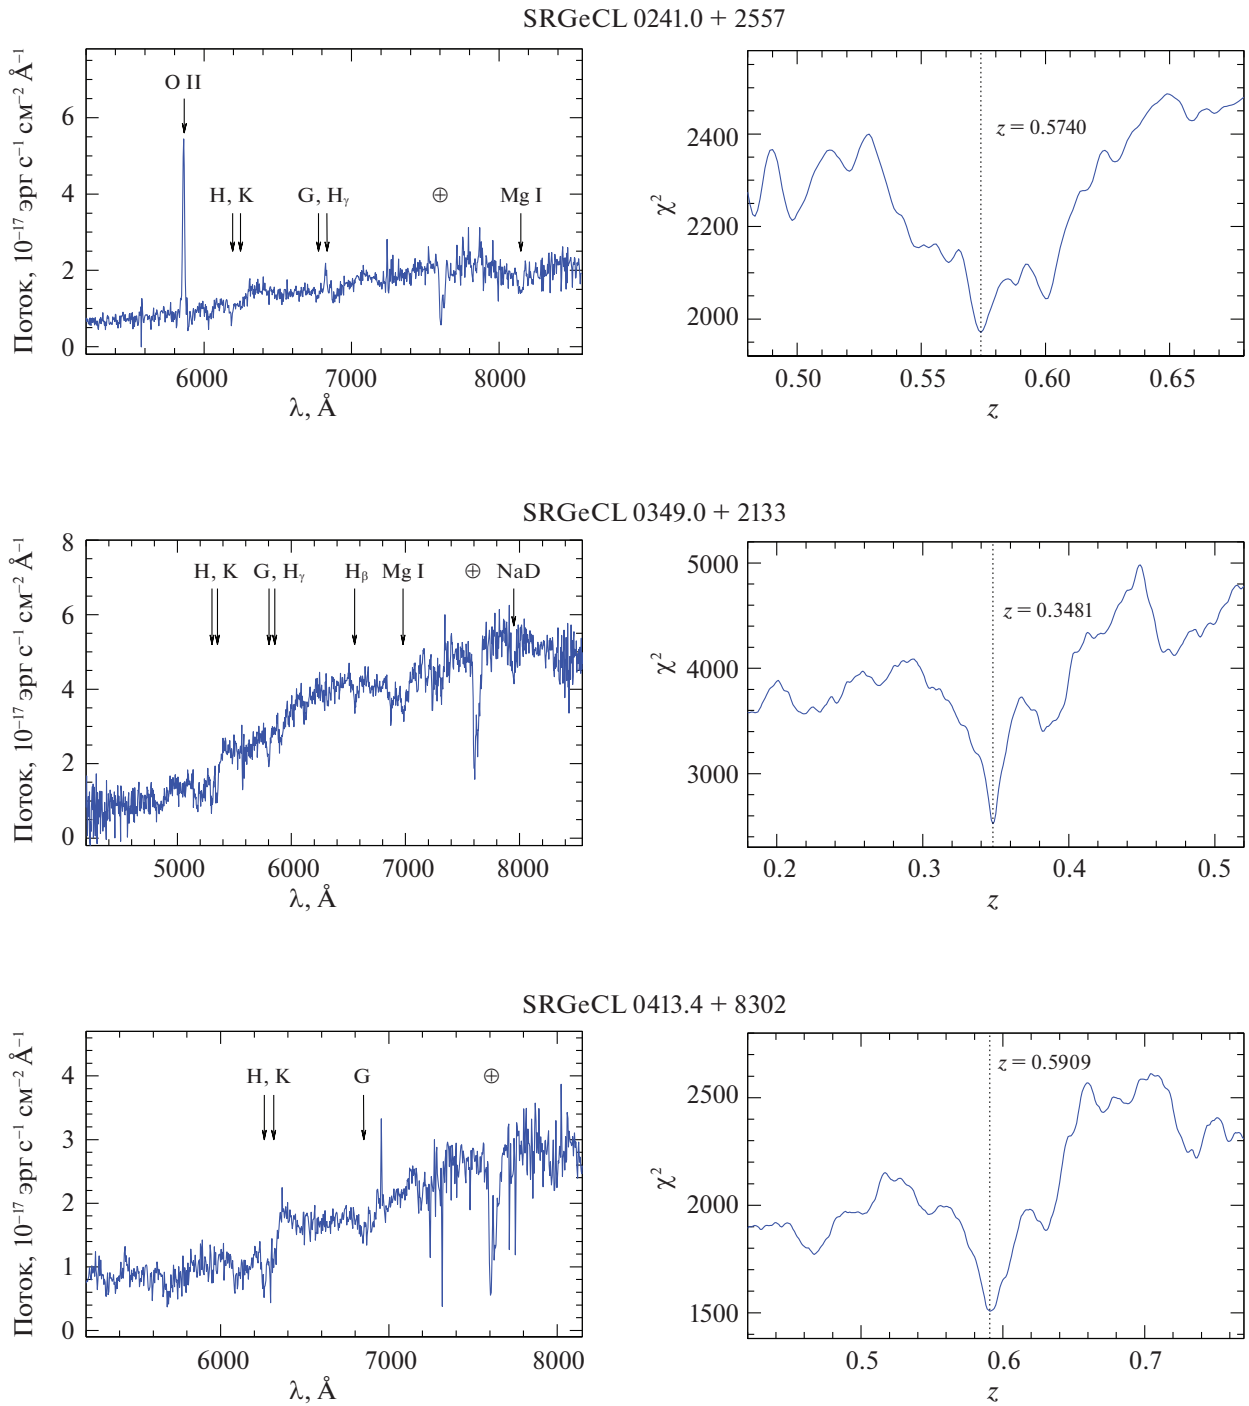 SRGeCL 0241.0 + 2557
Поток, 10⁻¹⁷ эрг с⁻¹ см⁻² Å⁻¹
6
4
2
0
O II
H, K
G, Hγ
⊕
Mg I
6000 7000 8000
λ, Å
χ²
2400
2200
2000
z = 0.5740
0.50 0.55 0.60 0.65
z
SRGeCL 0349.0 + 2133
Поток, 10⁻¹⁷ эрг с⁻¹ см⁻² Å⁻¹
8
6
4
2
0
H, K
G, Hγ
Hβ
Mg I
⊕
NaD
5000 6000 7000 8000
λ, Å
χ²
5000
4000
3000
z = 0.3481
0.2 0.3 0.4 0.5
z
SRGeCL 0413.4 + 8302
Поток, 10⁻¹⁷ эрг с⁻¹ см⁻² Å⁻¹
4
3
2
1
0
H, K
G
⊕
6000 7000 8000
λ, Å
χ²
2500
2000
1500
z = 0.5909
0.5 0.6 0.7
z